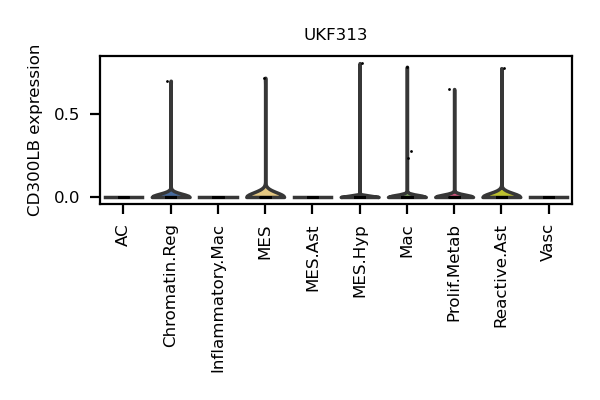 UKF313
CD300LB expression
0.5
0.0
AC
Chromatin.Reg
Inflammatory.Mac
MES
MES.Ast
MES.Hyp
Mac
Prolif.Metab
Reactive.Ast
Vasc